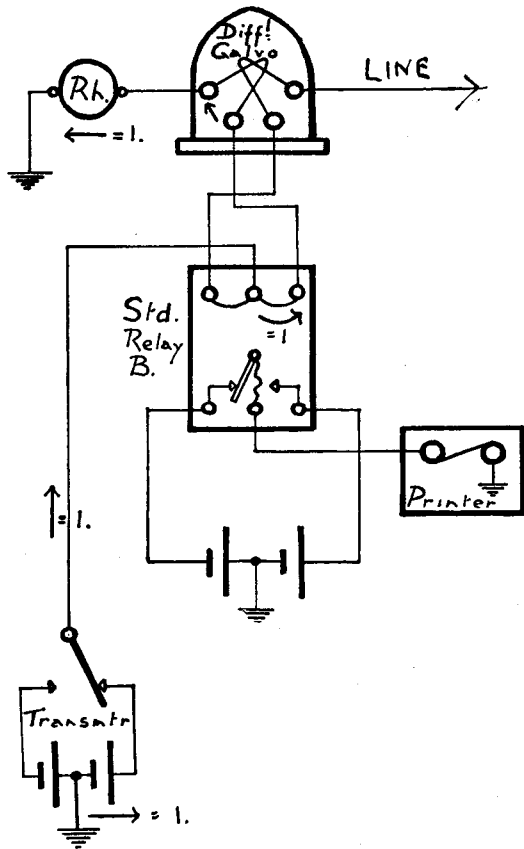 Diff!
Galvo
Rh.
LINE
= 1.
Std.
Relay
B.
= 1
Printer
= 1.
Transmtr
= 1.